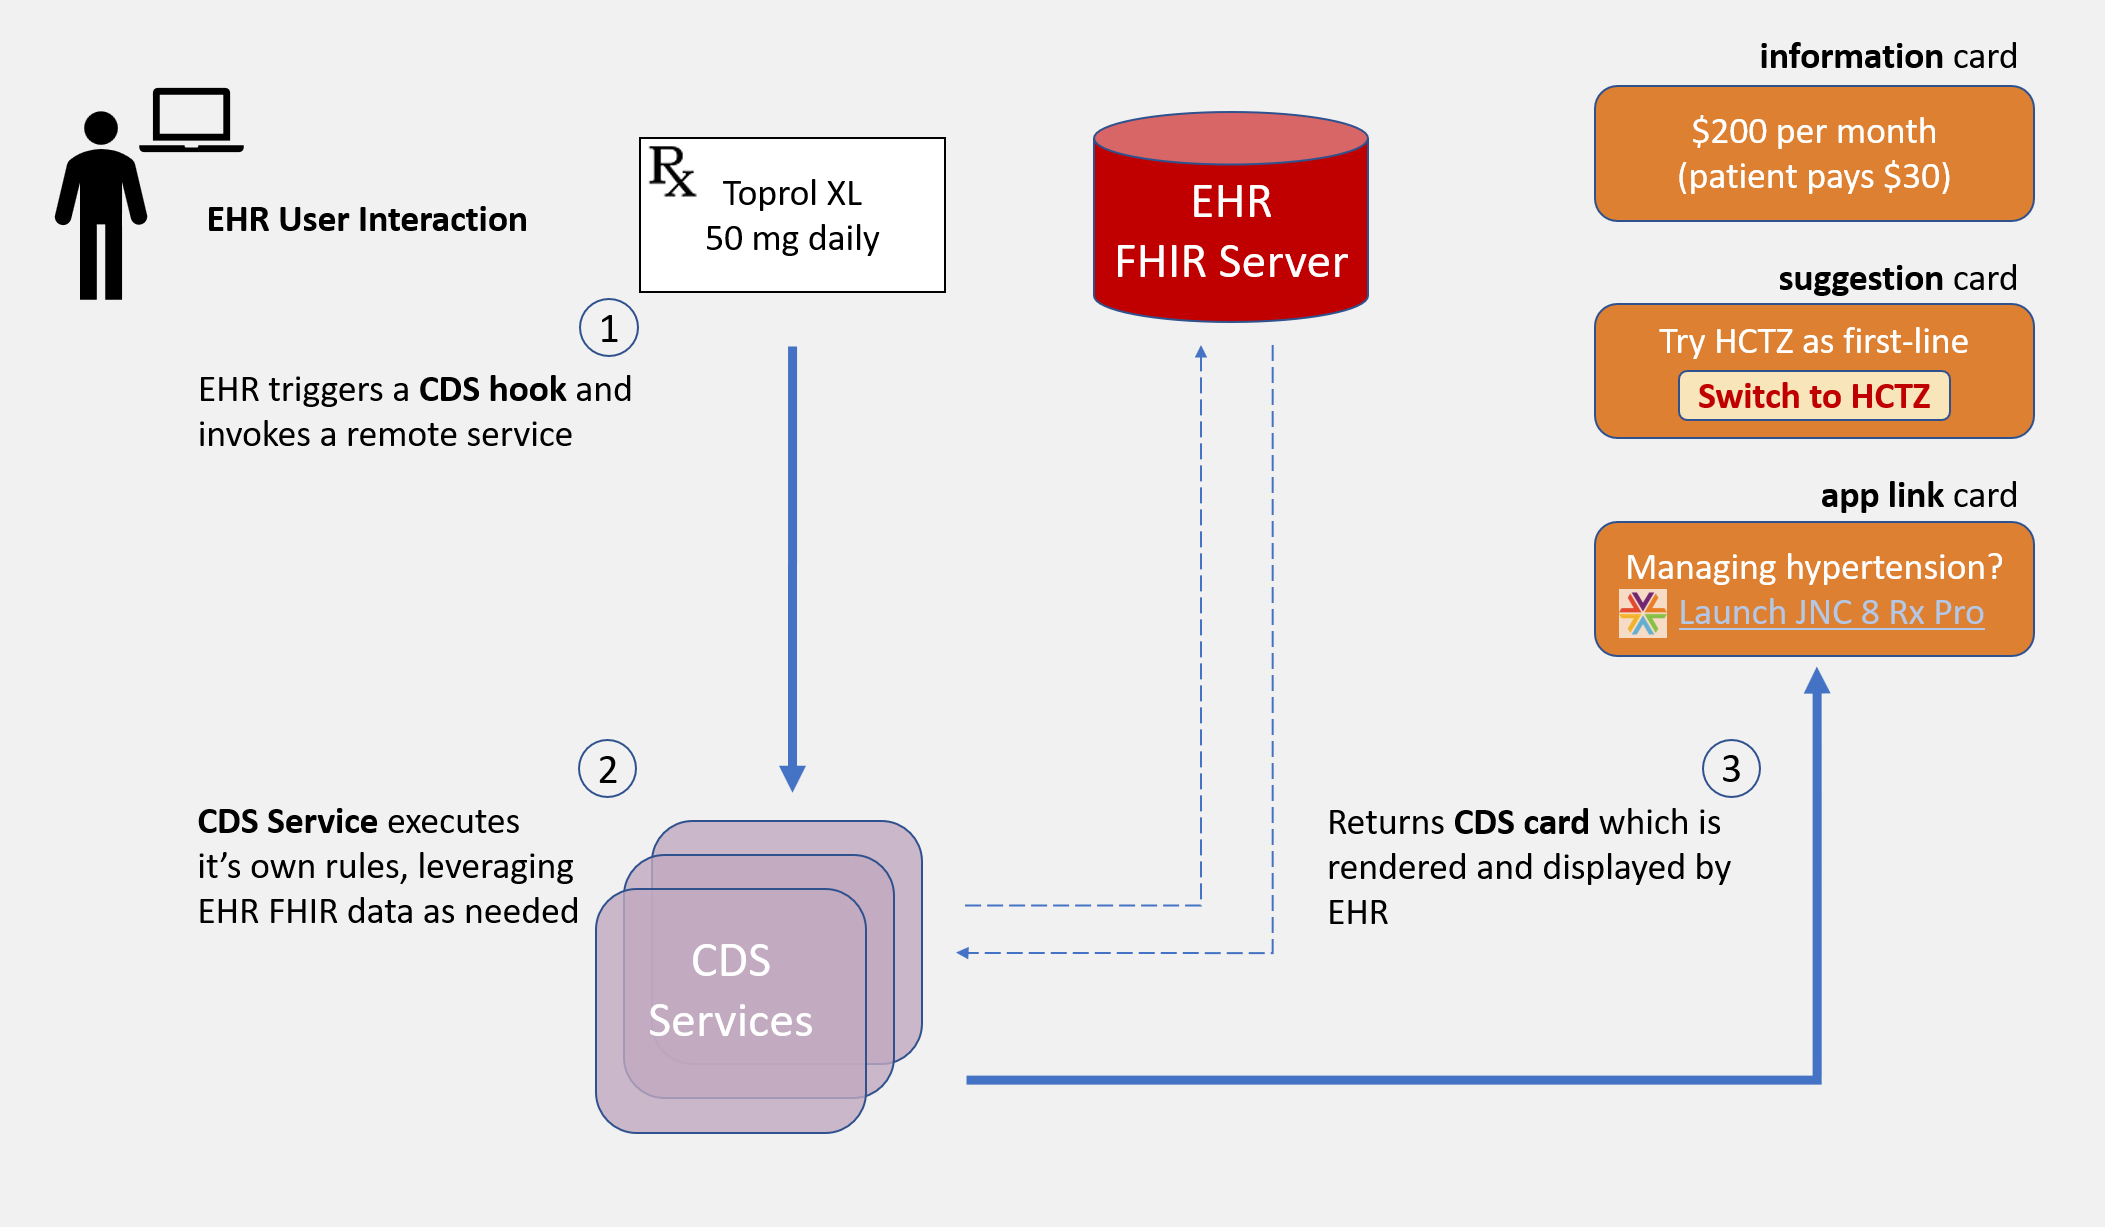 EHR User Interaction
Rx
Toprol XL
50 mg daily
1
EHR triggers a CDS hook and
invokes a remote service
2
CDS Service executes
it’s own rules, leveraging
EHR FHIR data as needed
CDS
Services
EHR
FHIR Server
3
Returns CDS card which is
rendered and displayed by
EHR
information card
$200 per month
(patient pays $30)
suggestion card
Try HCTZ as first-line
Switch to HCTZ
app link card
Managing hypertension?
Launch JNC 8 Rx Pro